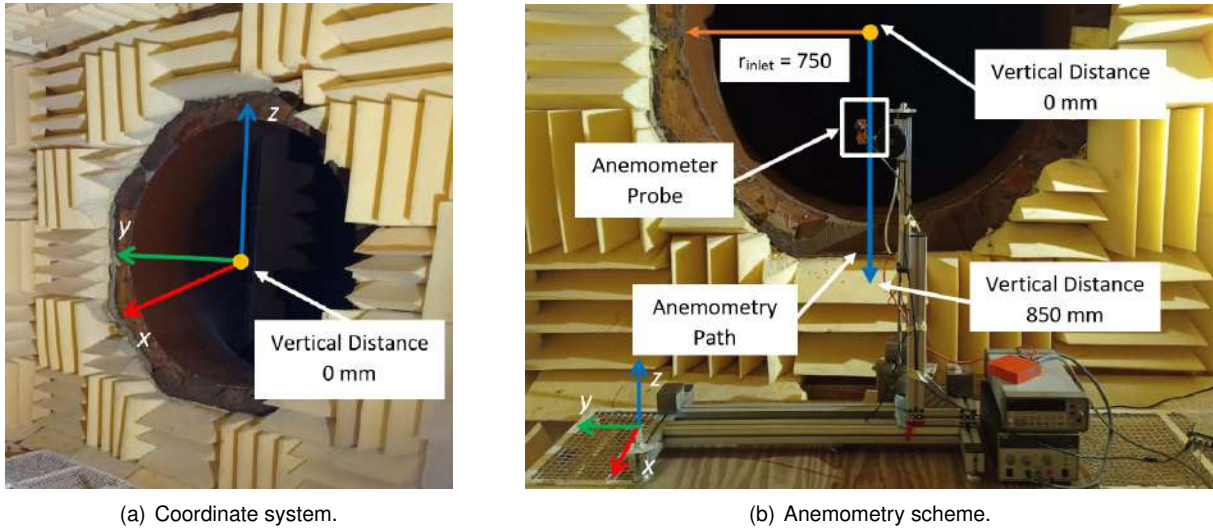 z
y
x
Vertical Distance
0 mm
(a) Coordinate system.
r_inlet = 750
Vertical Distance
0 mm
Anemometer
Probe
Anemometry
Path
Vertical Distance
850 mm
z
y
x
(b) Anemometry scheme.